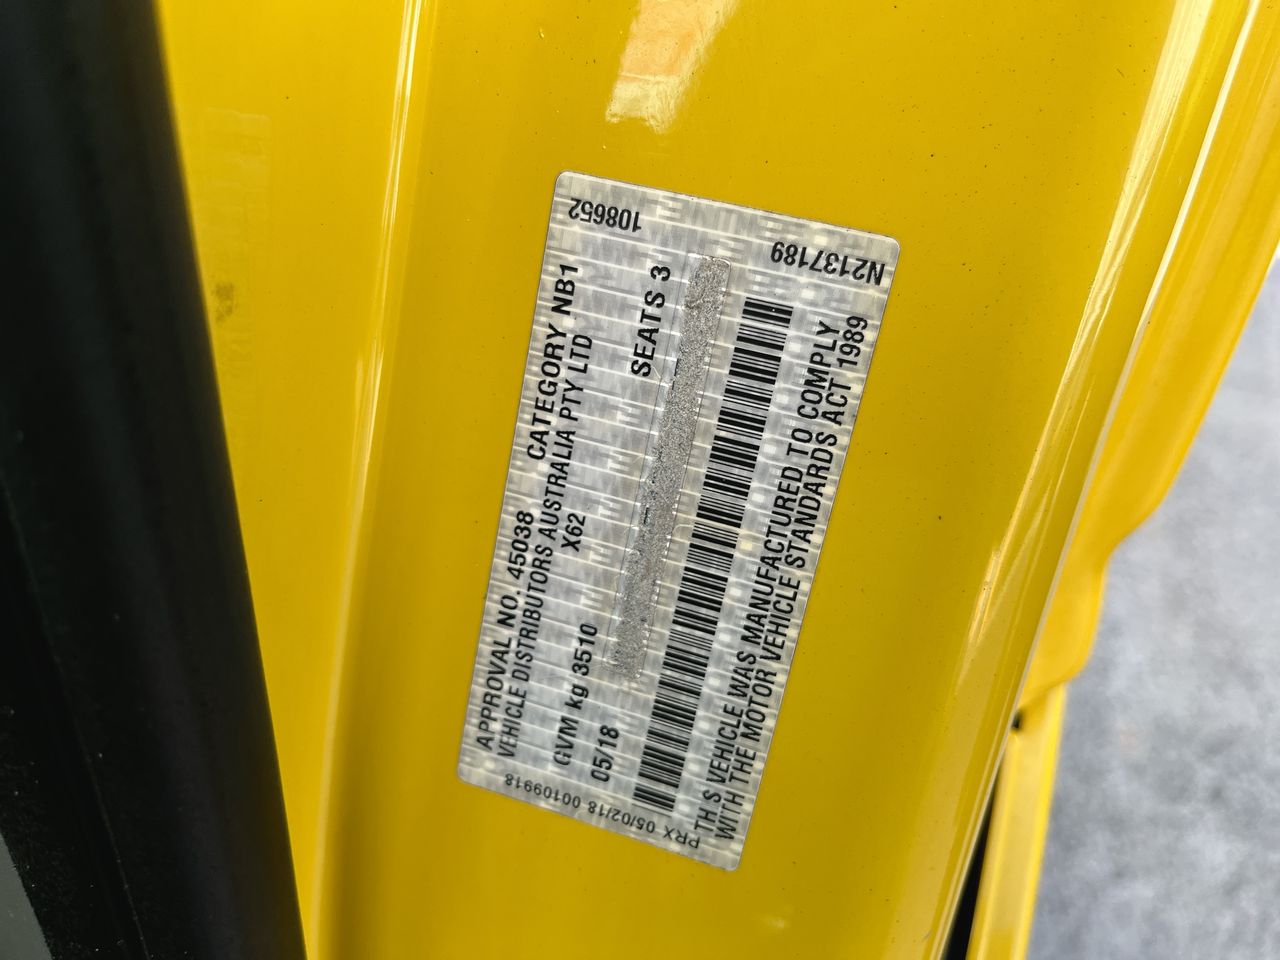 APPROVAL NO. 45038 CATEGORY NB1
VEHICLE DISTRIBUTORS AUSTRALIA PTY LTD
X62
GVM kg 3510 SEATS 3
05/18
THIS VEHICLE WAS MANUFACTURED TO COMPLY
WITH THE MOTOR VEHICLE STANDARDS ACT 1989
PRX 05/02/18 00109918
108652
N2137189